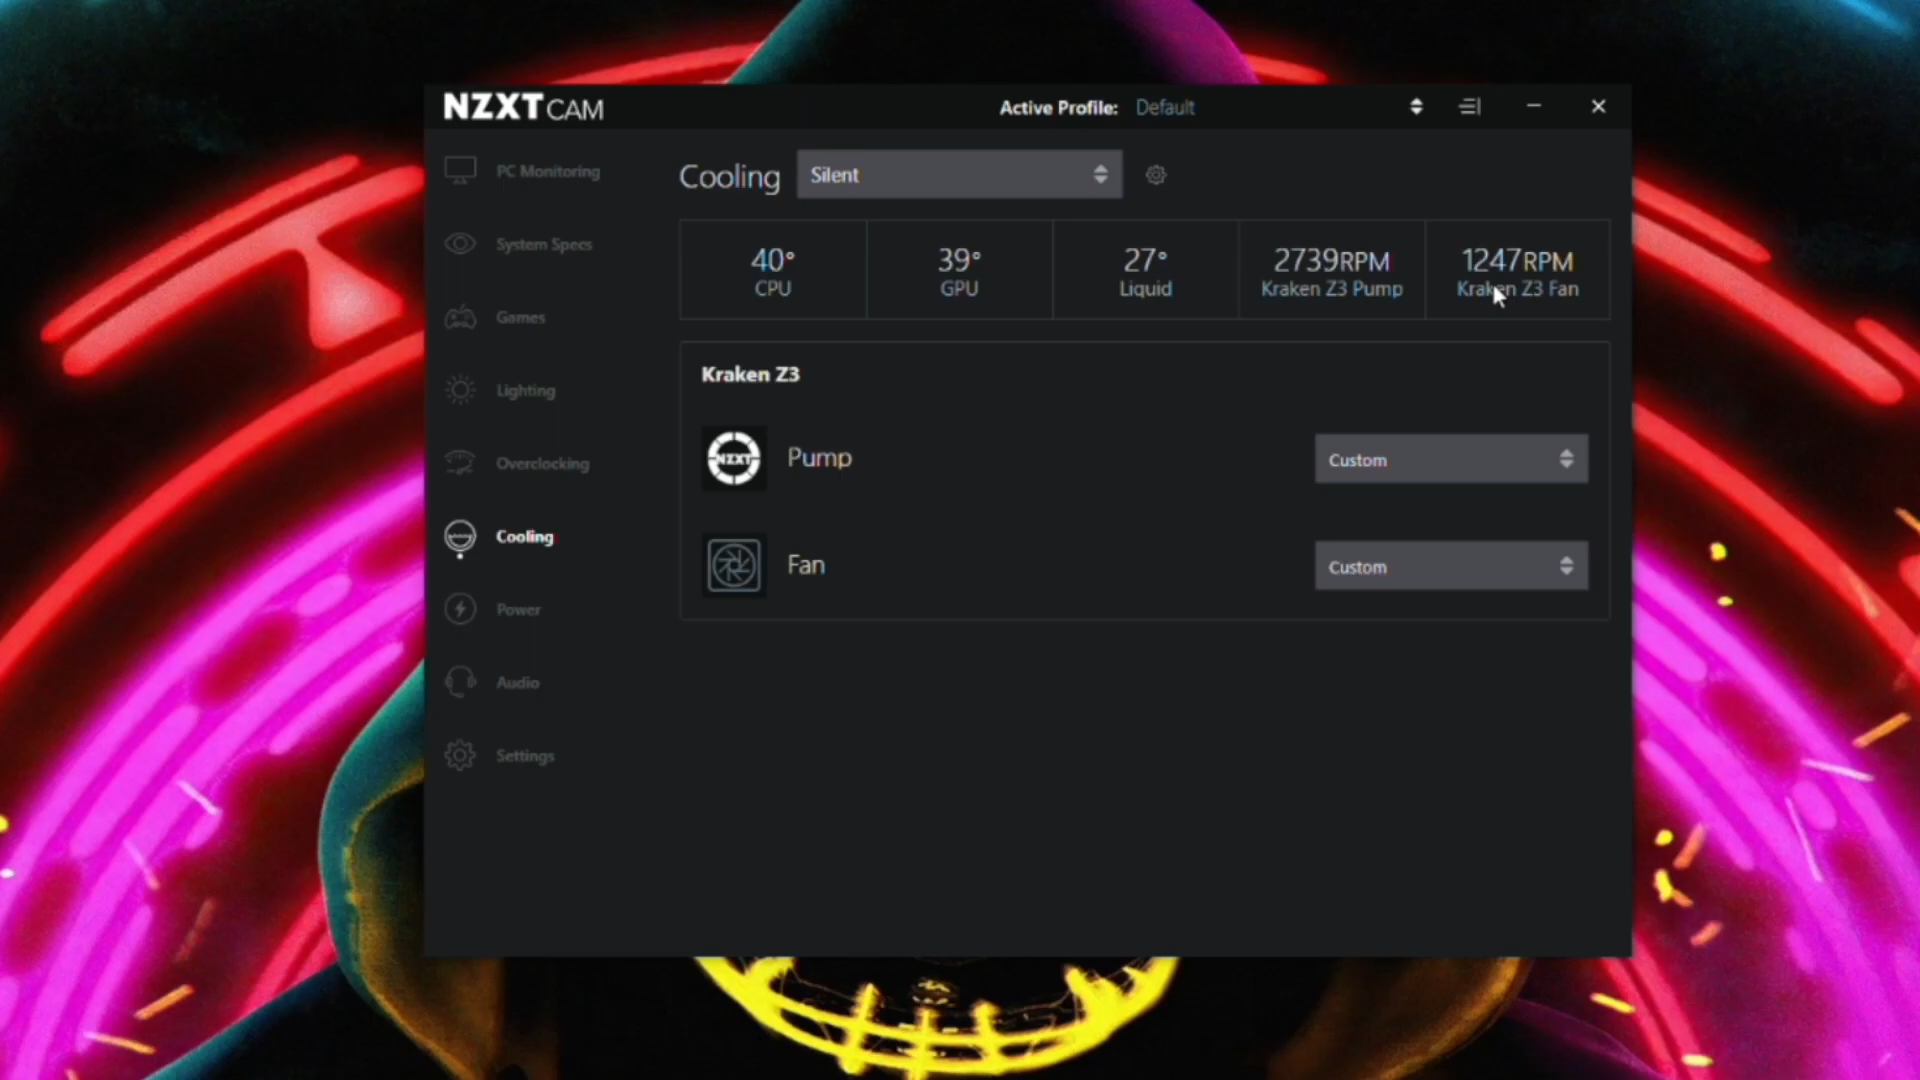 NZXT CAM
Active Profile: Default
PC Monitoring
System Specs
Games
Lighting
Overclocking
Cooling
Power
Audio
Settings
Cooling
Silent
40°
CPU
39°
GPU
27°
Liquid
2739RPM
Kraken Z3 Pump
1247RPM
Kraken Z3 Fan
Kraken Z3
NZXT
Pump
Custom
Fan
Custom